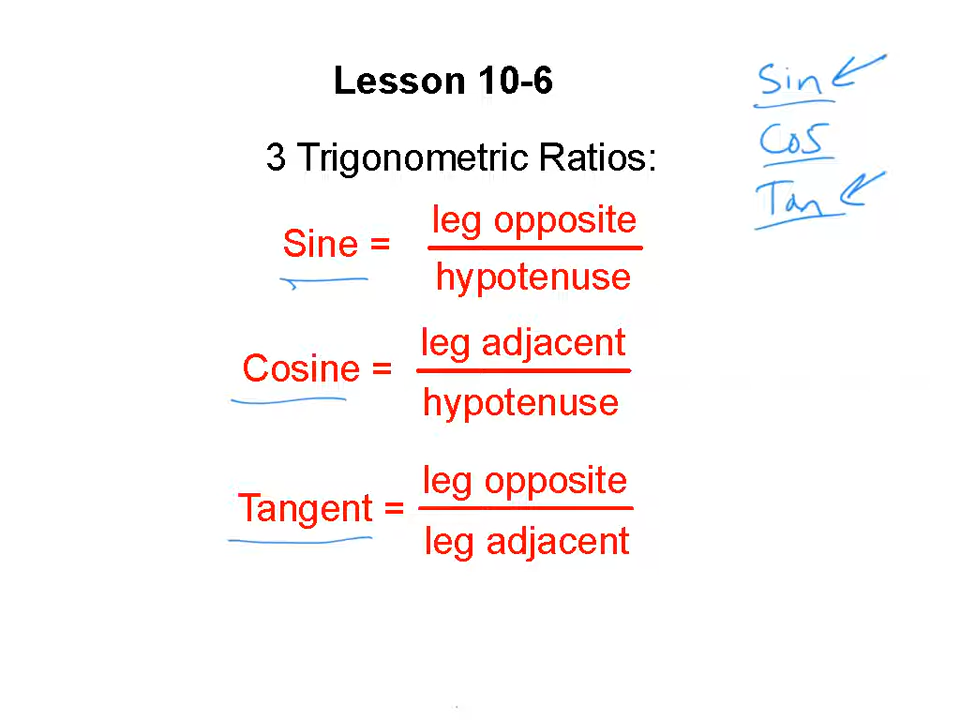 Lesson 10-6
Sin
3 Trigonometric Ratios:
Cos
Tan
Sine = leg opposite
hypotenuse
Cosine = leg adjacent
hypotenuse
Tangent = leg opposite
leg adjacent